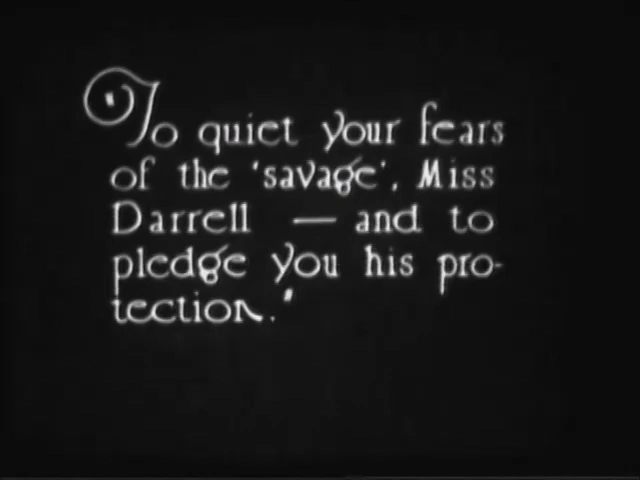 To quiet your fears
of the 'savage', Miss
Darrell — and to
pledge you his pro-
tection."